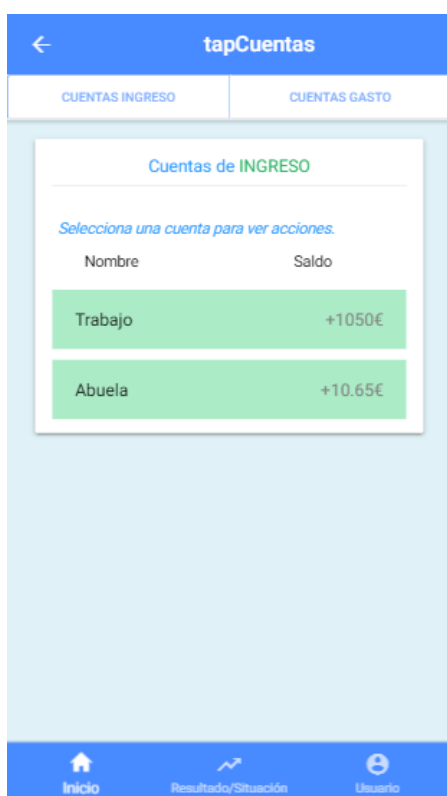 tapCuentas
CUENTAS INGRESO CUENTAS GASTO
Cuentas de INGRESO
Selecciona una cuenta para ver acciones.
Nombre Saldo
Trabajo +1050€
Abuela +10.65€
Inicio Resultado/Situación Usuario